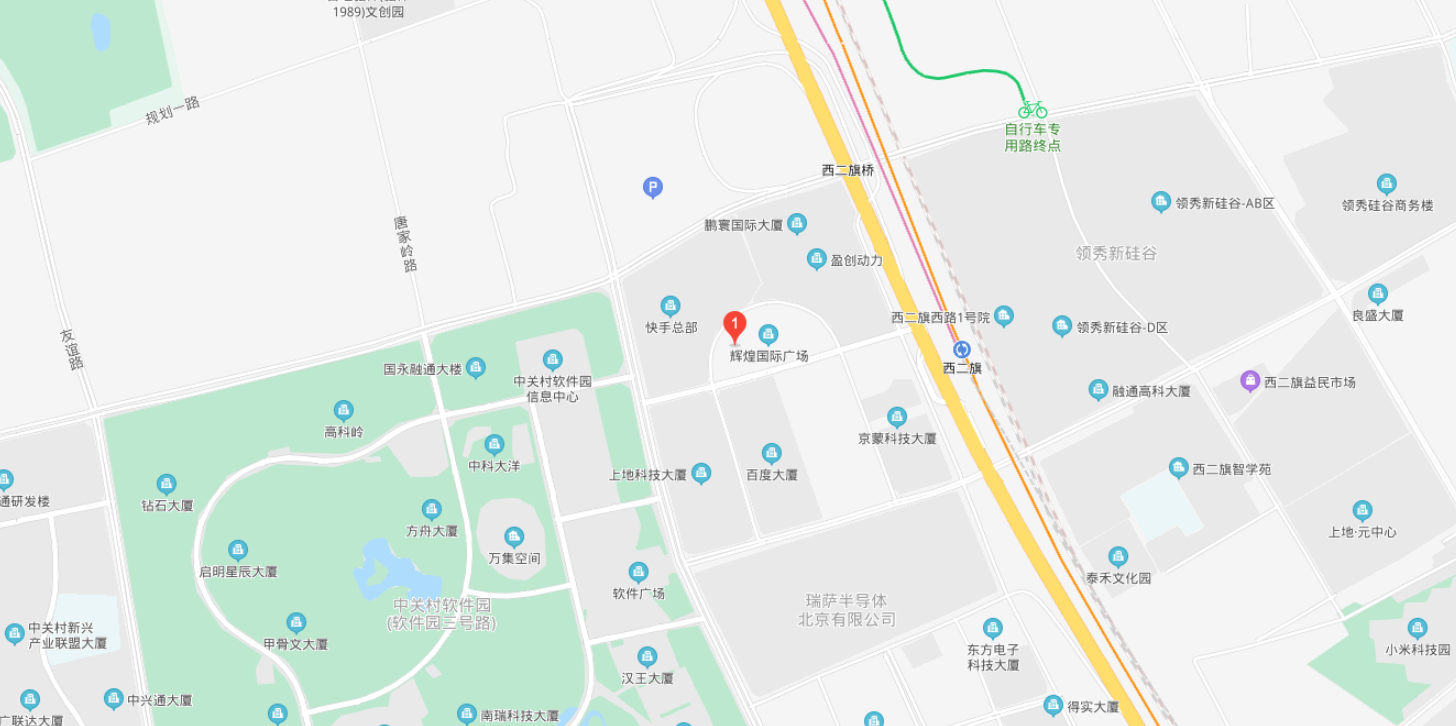 1989)文创园
规划一路
自行车专
用路终点
西二旗桥
P
领秀新硅谷-AB区
领秀新硅谷商务楼
鹏寰国际大厦
唐家岭路
盈创动力
领秀新硅谷
快手总部
1
西二旗西路1号院
领秀新硅谷-D区
良盛大厦
友谊路
辉煌国际广场
国永融通大楼
中关村软件园
信息中心
西二旗
融通高科大厦
西二旗益民市场
高科岭
京蒙科技大厦
中科大洋
上地科技大厦
百度大厦
西二旗智学苑
通研发楼
钻石大厦
方舟大厦
上地·元中心
万集空间
启明星辰大厦
泰禾文化园
软件广场
中关村软件园
(软件园三号路)
瑞萨半导体
北京有限公司
中关村新兴
产业联盟大厦
甲骨文大厦
东方电子
科技大厦
小米科技园
汉王大厦
中兴通大厦
南瑞科技大厦
得实大厦
广联达大厦